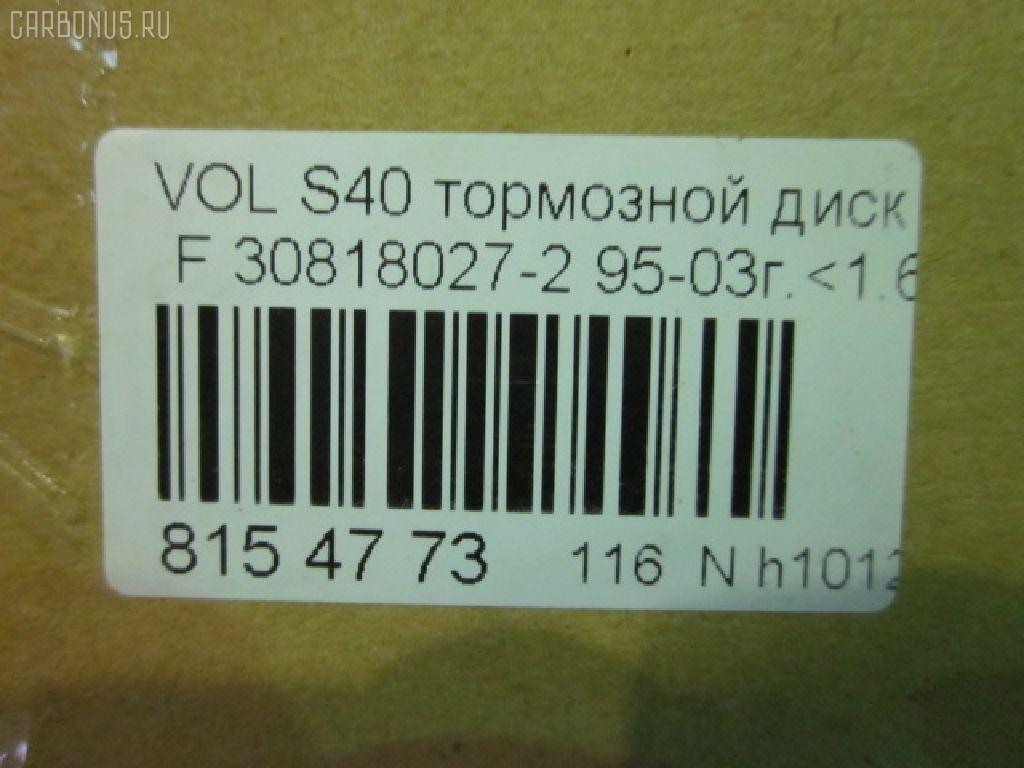 CARBONUS.RU
VOL S40 тормозной диск
F 30818027-2 95-03г. <1.6
815 47 73 116 N h1012